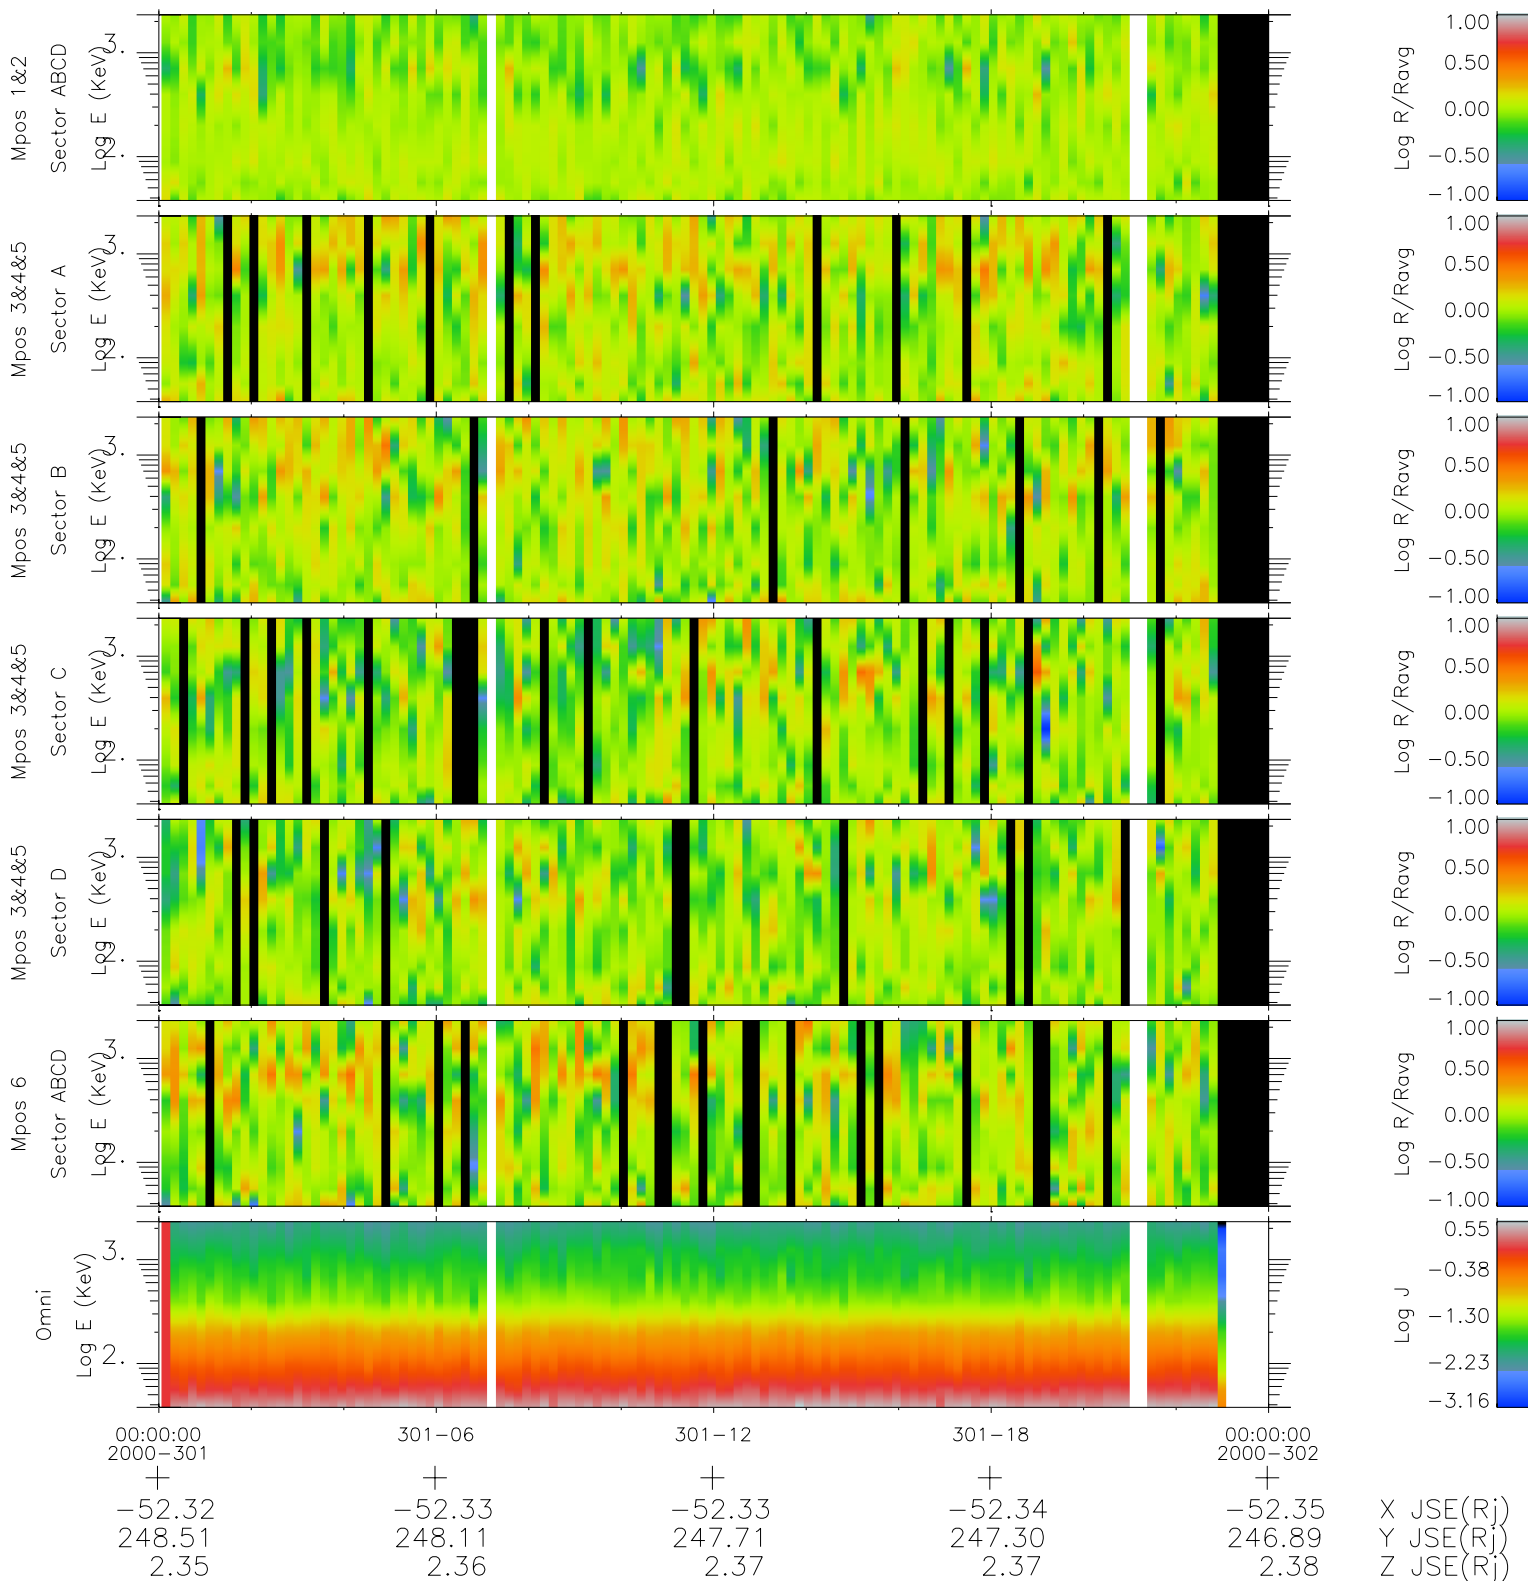 Mpos 1&2
Sector ABCD
Log E (KeV)
3.
2.
Log R/Ravg
1.00
0.50
0.00
−0.50
−1.00
Mpos 3&4&5
Sector A
Log E (KeV)
3.
2.
Log R/Ravg
1.00
0.50
0.00
−0.50
−1.00
Mpos 3&4&5
Sector B
Log E (KeV)
3.
2.
Log R/Ravg
1.00
0.50
0.00
−0.50
−1.00
Mpos 3&4&5
Sector C
Log E (KeV)
3.
2.
Log R/Ravg
1.00
0.50
0.00
−0.50
−1.00
Mpos 3&4&5
Sector D
Log E (KeV)
3.
2.
Log R/Ravg
1.00
0.50
0.00
−0.50
−1.00
Mpos 6
Sector ABCD
Log E (KeV)
3.
2.
Log R/Ravg
1.00
0.50
0.00
−0.50
−1.00
Omni
Log E (KeV)
3.
2.
Log J
0.55
−0.38
−1.30
−2.23
−3.16
00:00:00 301−06 301−12 301−18 00:00:00
2000−301 2000−302
−52.32 −52.33 −52.33 −52.34 −52.35 X JSE(Rj)
248.51 248.11 247.71 247.30 246.89 Y JSE(Rj)
2.35 2.36 2.37 2.37 2.38 Z JSE(Rj)